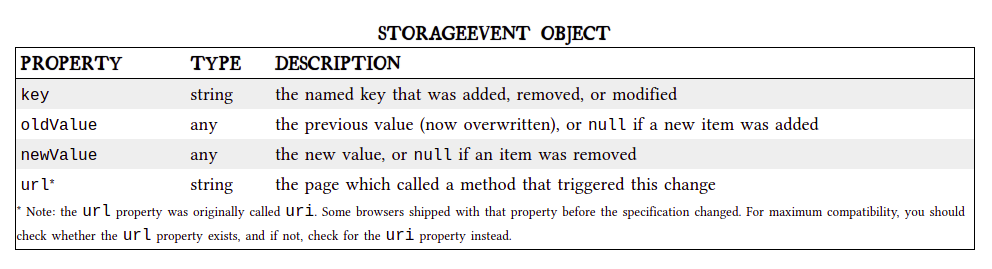 STORAGEEVENT OBJECT
PROPERTY TYPE DESCRIPTION
key string the named key that was added, removed, or modified
oldValue any the previous value (now overwritten), or null if a new item was added
newValue any the new value, or null if an item was removed
url* string the page which called a method that triggered this change
* Note: the url property was originally called uri. Some browsers shipped with that property before the specification changed. For maximum compatibility, you should
check whether the url property exists, and if not, check for the uri property instead.